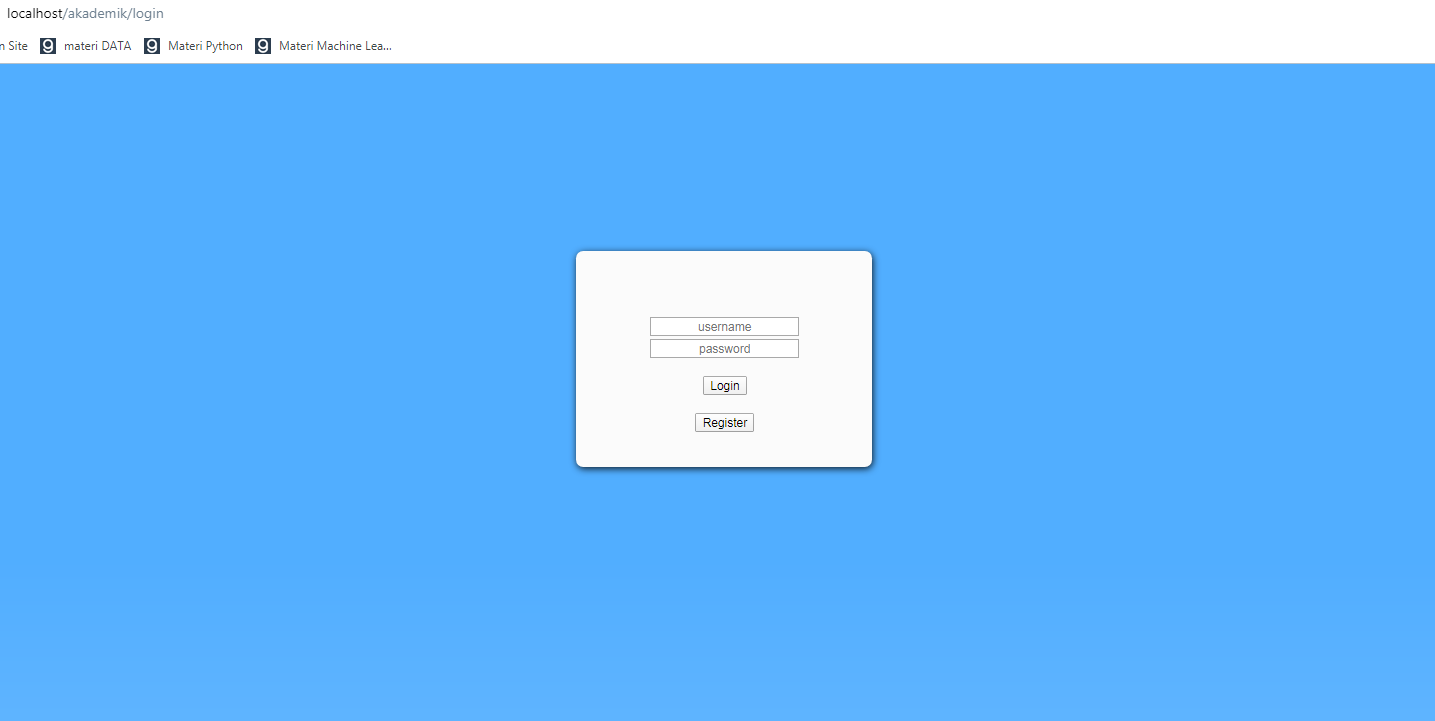 localhost/akademik/login
n Site materi DATA Materi Python Materi Machine Lea...
username
password
Login
Register